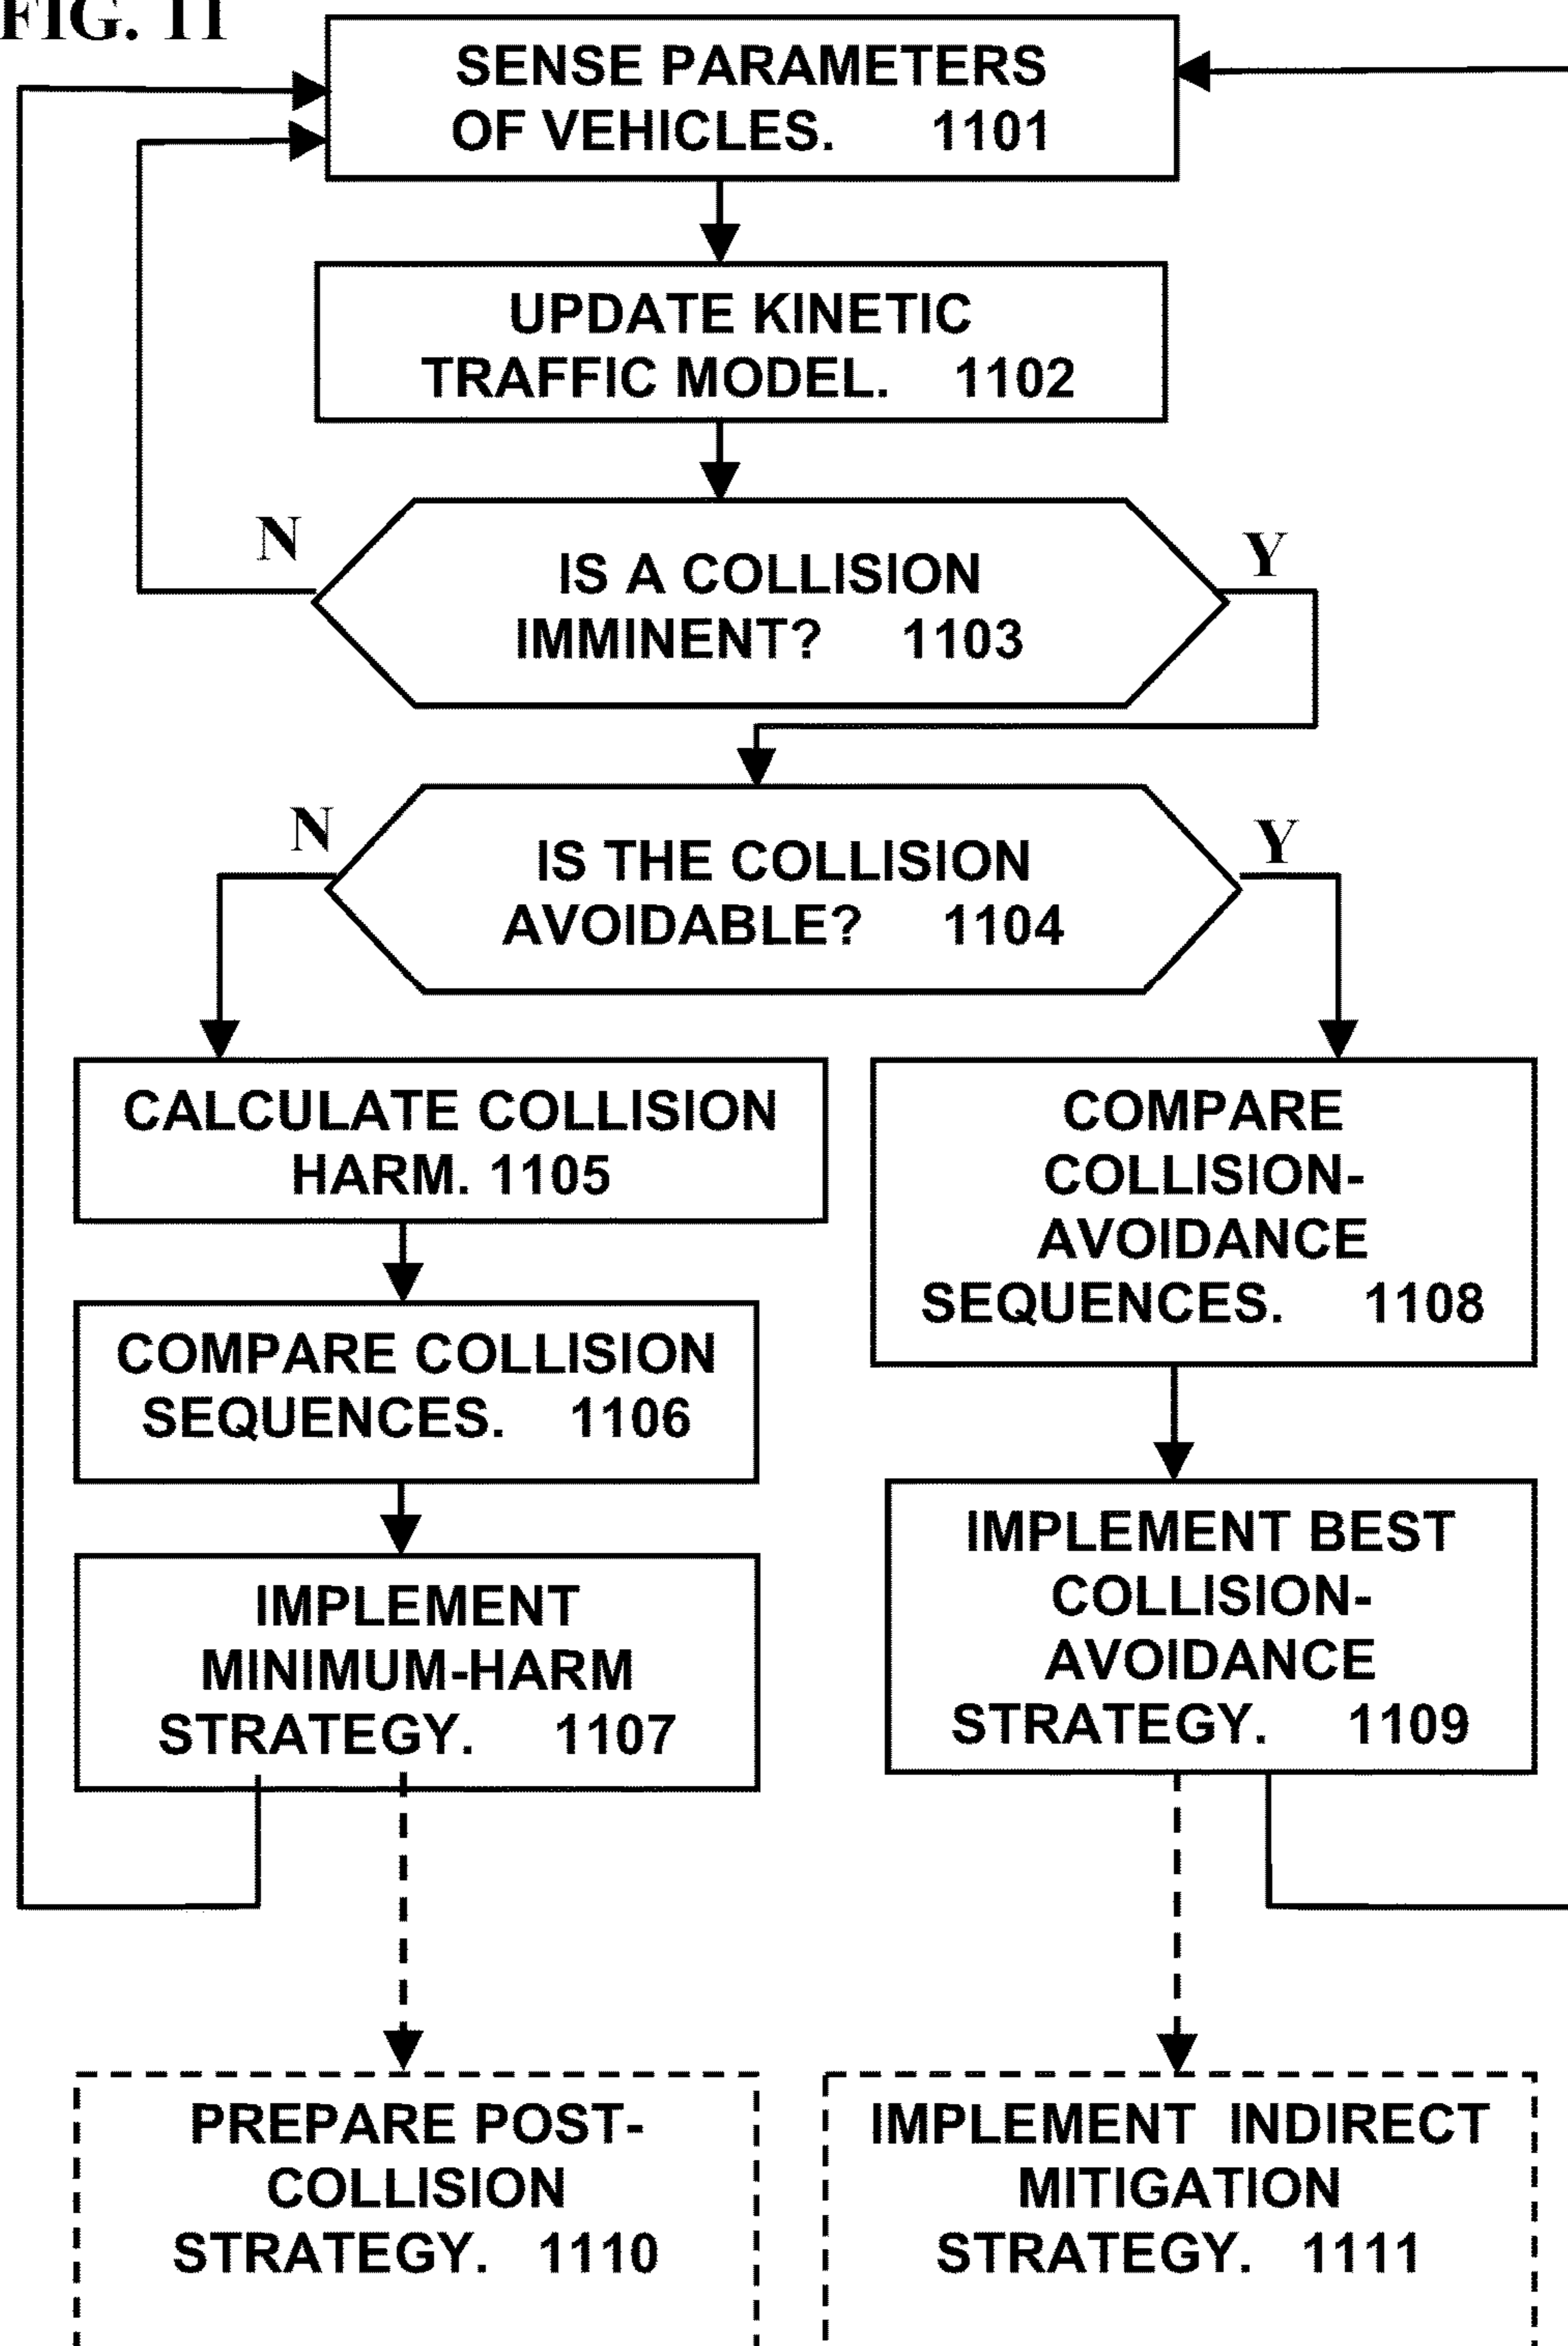 FIG. 11
SENSE PARAMETERS
OF VEHICLES. 1101
UPDATE KINETIC
TRAFFIC MODEL. 1102
N
Y
IS A COLLISION
IMMINENT? 1103
N
Y
IS THE COLLISION
AVOIDABLE? 1104
CALCULATE COLLISION
HARM. 1105
COMPARE COLLISION
SEQUENCES. 1106
IMPLEMENT
MINIMUM-HARM
STRATEGY. 1107
COMPARE
COLLISION-
AVOIDANCE
SEQUENCES. 1108
IMPLEMENT BEST
COLLISION-
AVOIDANCE
STRATEGY. 1109
PREPARE POST-
COLLISION
STRATEGY. 1110
IMPLEMENT INDIRECT
MITIGATION
STRATEGY. 1111